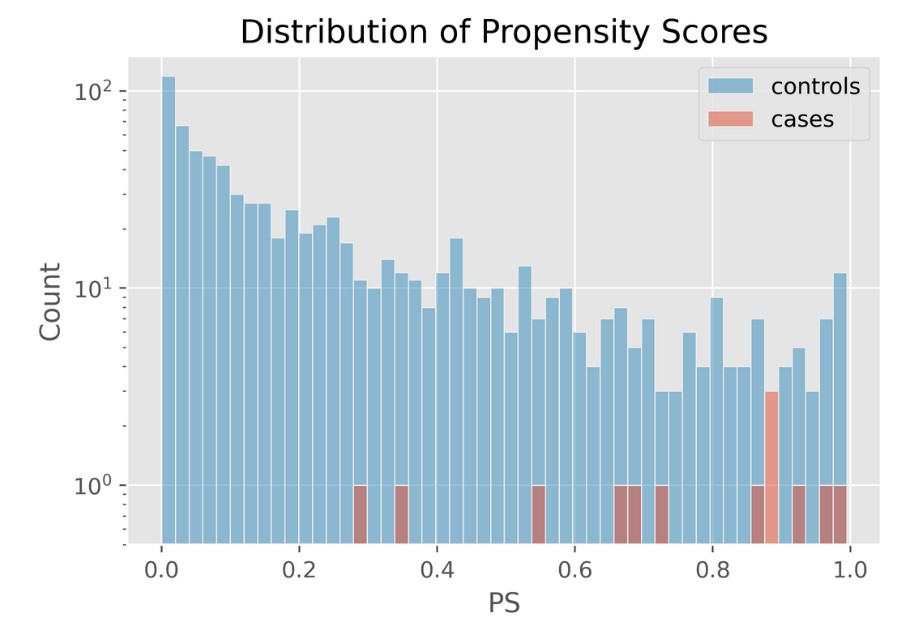 Distribution of Propensity Scores
controls
cases
10²
10¹
10⁰
Count
0.0 0.2 0.4 0.6 0.8 1.0
PS